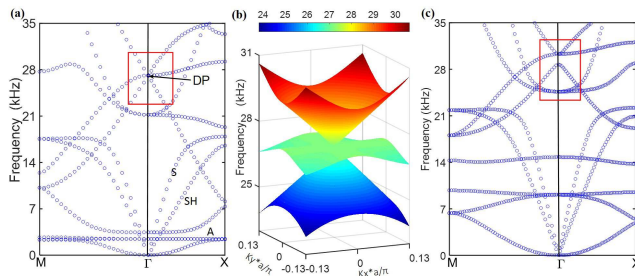 (a)
35
28
21
14
7
0
Frequency (kHz)
DP
S
SH
A
M
Γ
X
(b)
24 25 26 27 28 29 30
31
28
25
Frequency (kHz)
0.13
0
-0.13
Ky*a/π
-0.13
0
0.13
Kx*a/π
(c)
35
28
21
14
7
0
Frequency (kHz)
M
Γ
X